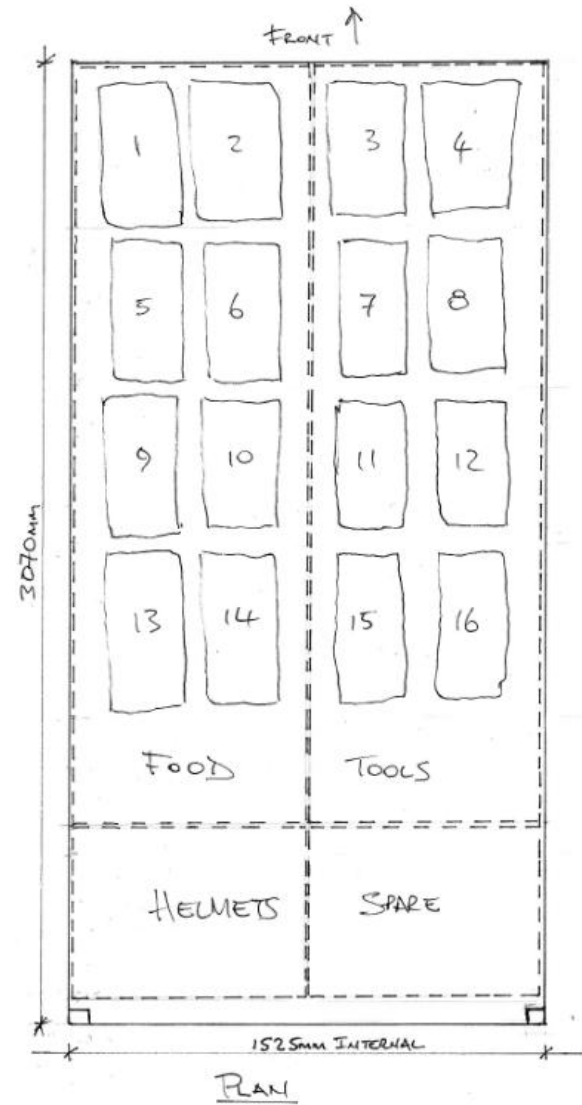 FRONT
1 2 3 4
5 6 7 8
9 10 11 12
13 14 15 16
3070MM
FOOD TOOLS
HELMETS SPARE
1525MM INTERNAL
PLAN